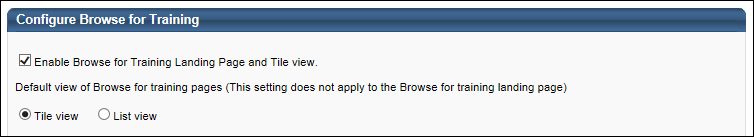 Configure Browse for Training
Enable Browse for Training Landing Page and Tile view.
Default view of Browse for training pages (This setting does not apply to the Browse for training landing page)
Tile view List view